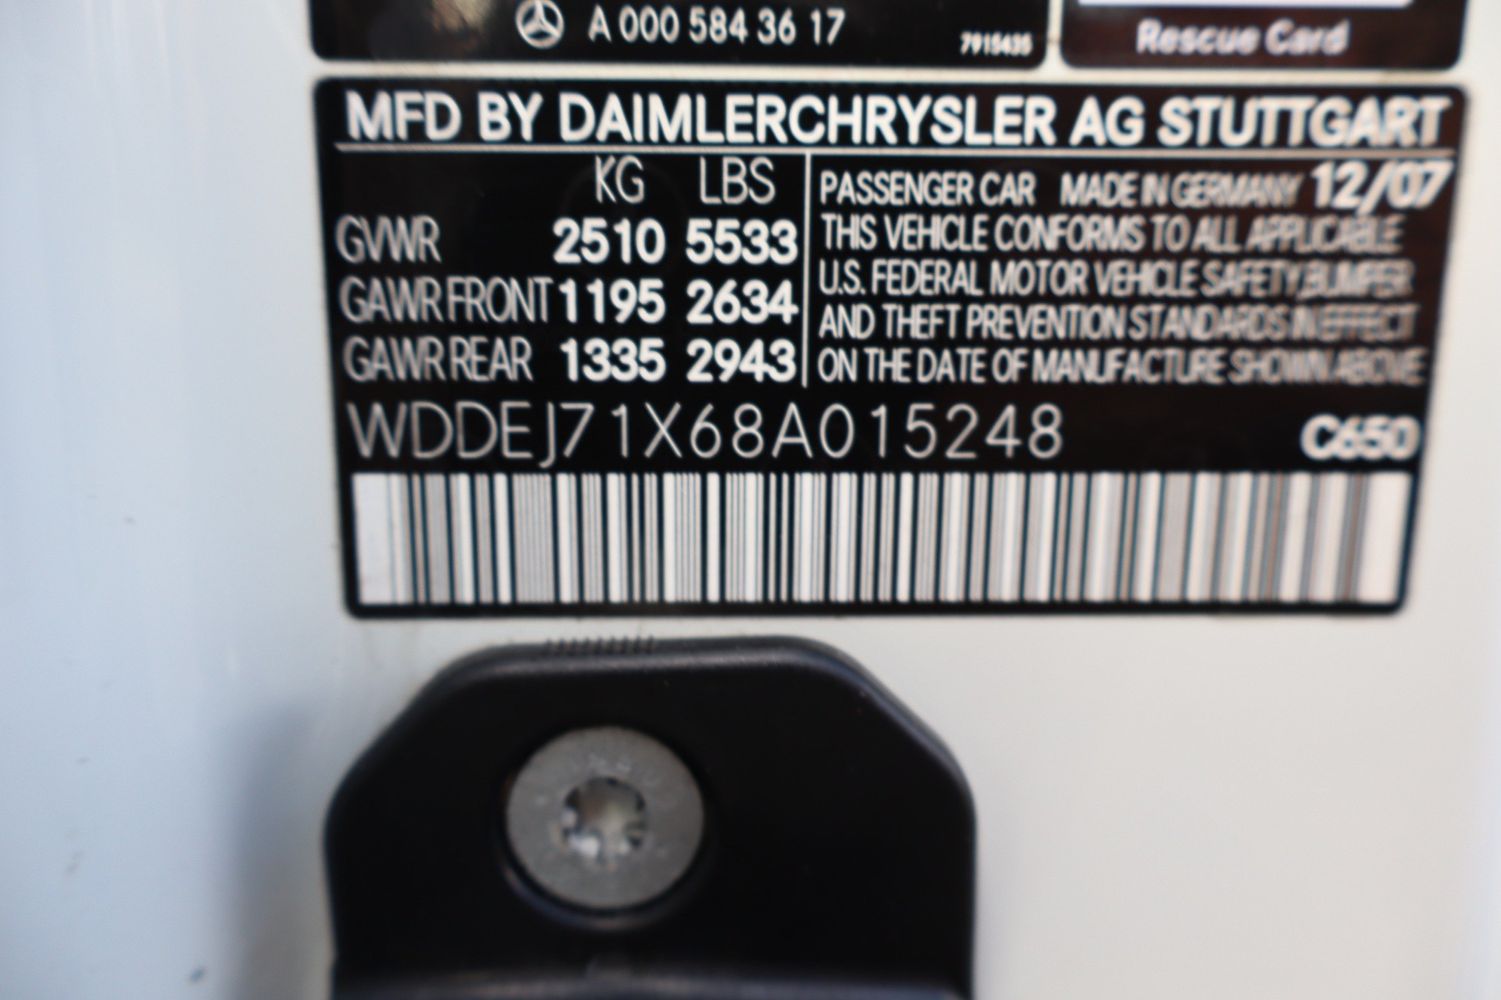 A 000 584 36 17
7915435
Rescue Card
MFD BY DAIMLERCHRYSLER AG STUTTGART
KG LBS
GVWR 2510 5533
GAWR FRONT 1195 2634
GAWR REAR 1335 2943
PASSENGER CAR MADE IN GERMANY 12/07
THIS VEHICLE CONFORMS TO ALL APPLICABLE
U.S. FEDERAL MOTOR VEHICLE SAFETY,BUMPER
AND THEFT PREVENTION STANDARDS IN EFFECT
ON THE DATE OF MANUFACTURE SHOWN ABOVE
WDDEJ71X68A015248 C650